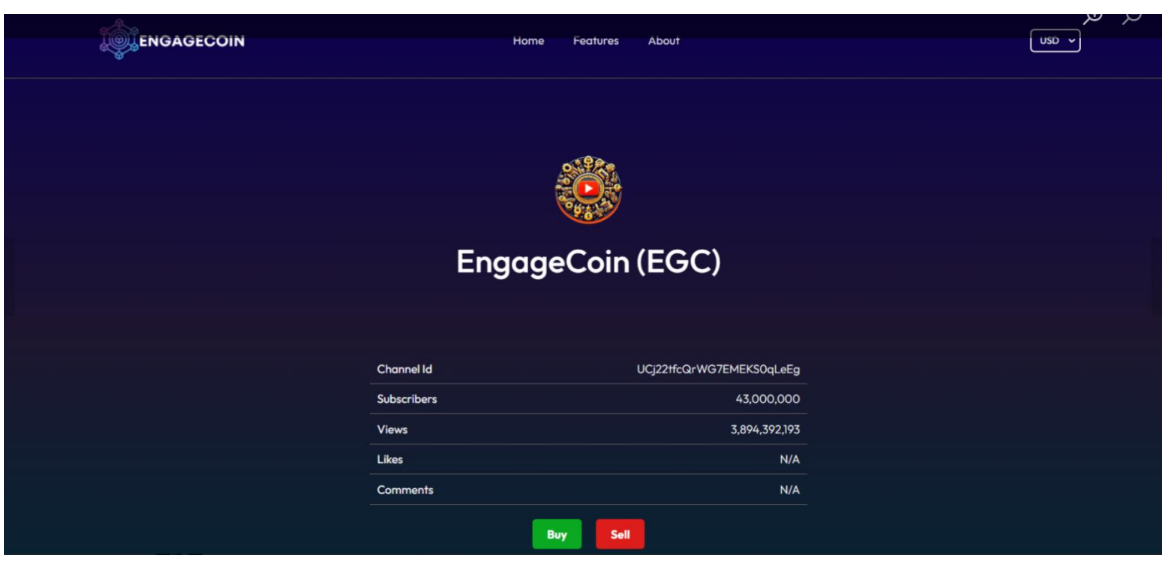 ENGAGECOIN Home Features About USD
EngageCoin (EGC)
Channel Id UCj22tfcQrWG7EMEKS0qLeEg
Subscribers 43,000,000
Views 3,894,392,193
Likes N/A
Comments N/A
Buy Sell